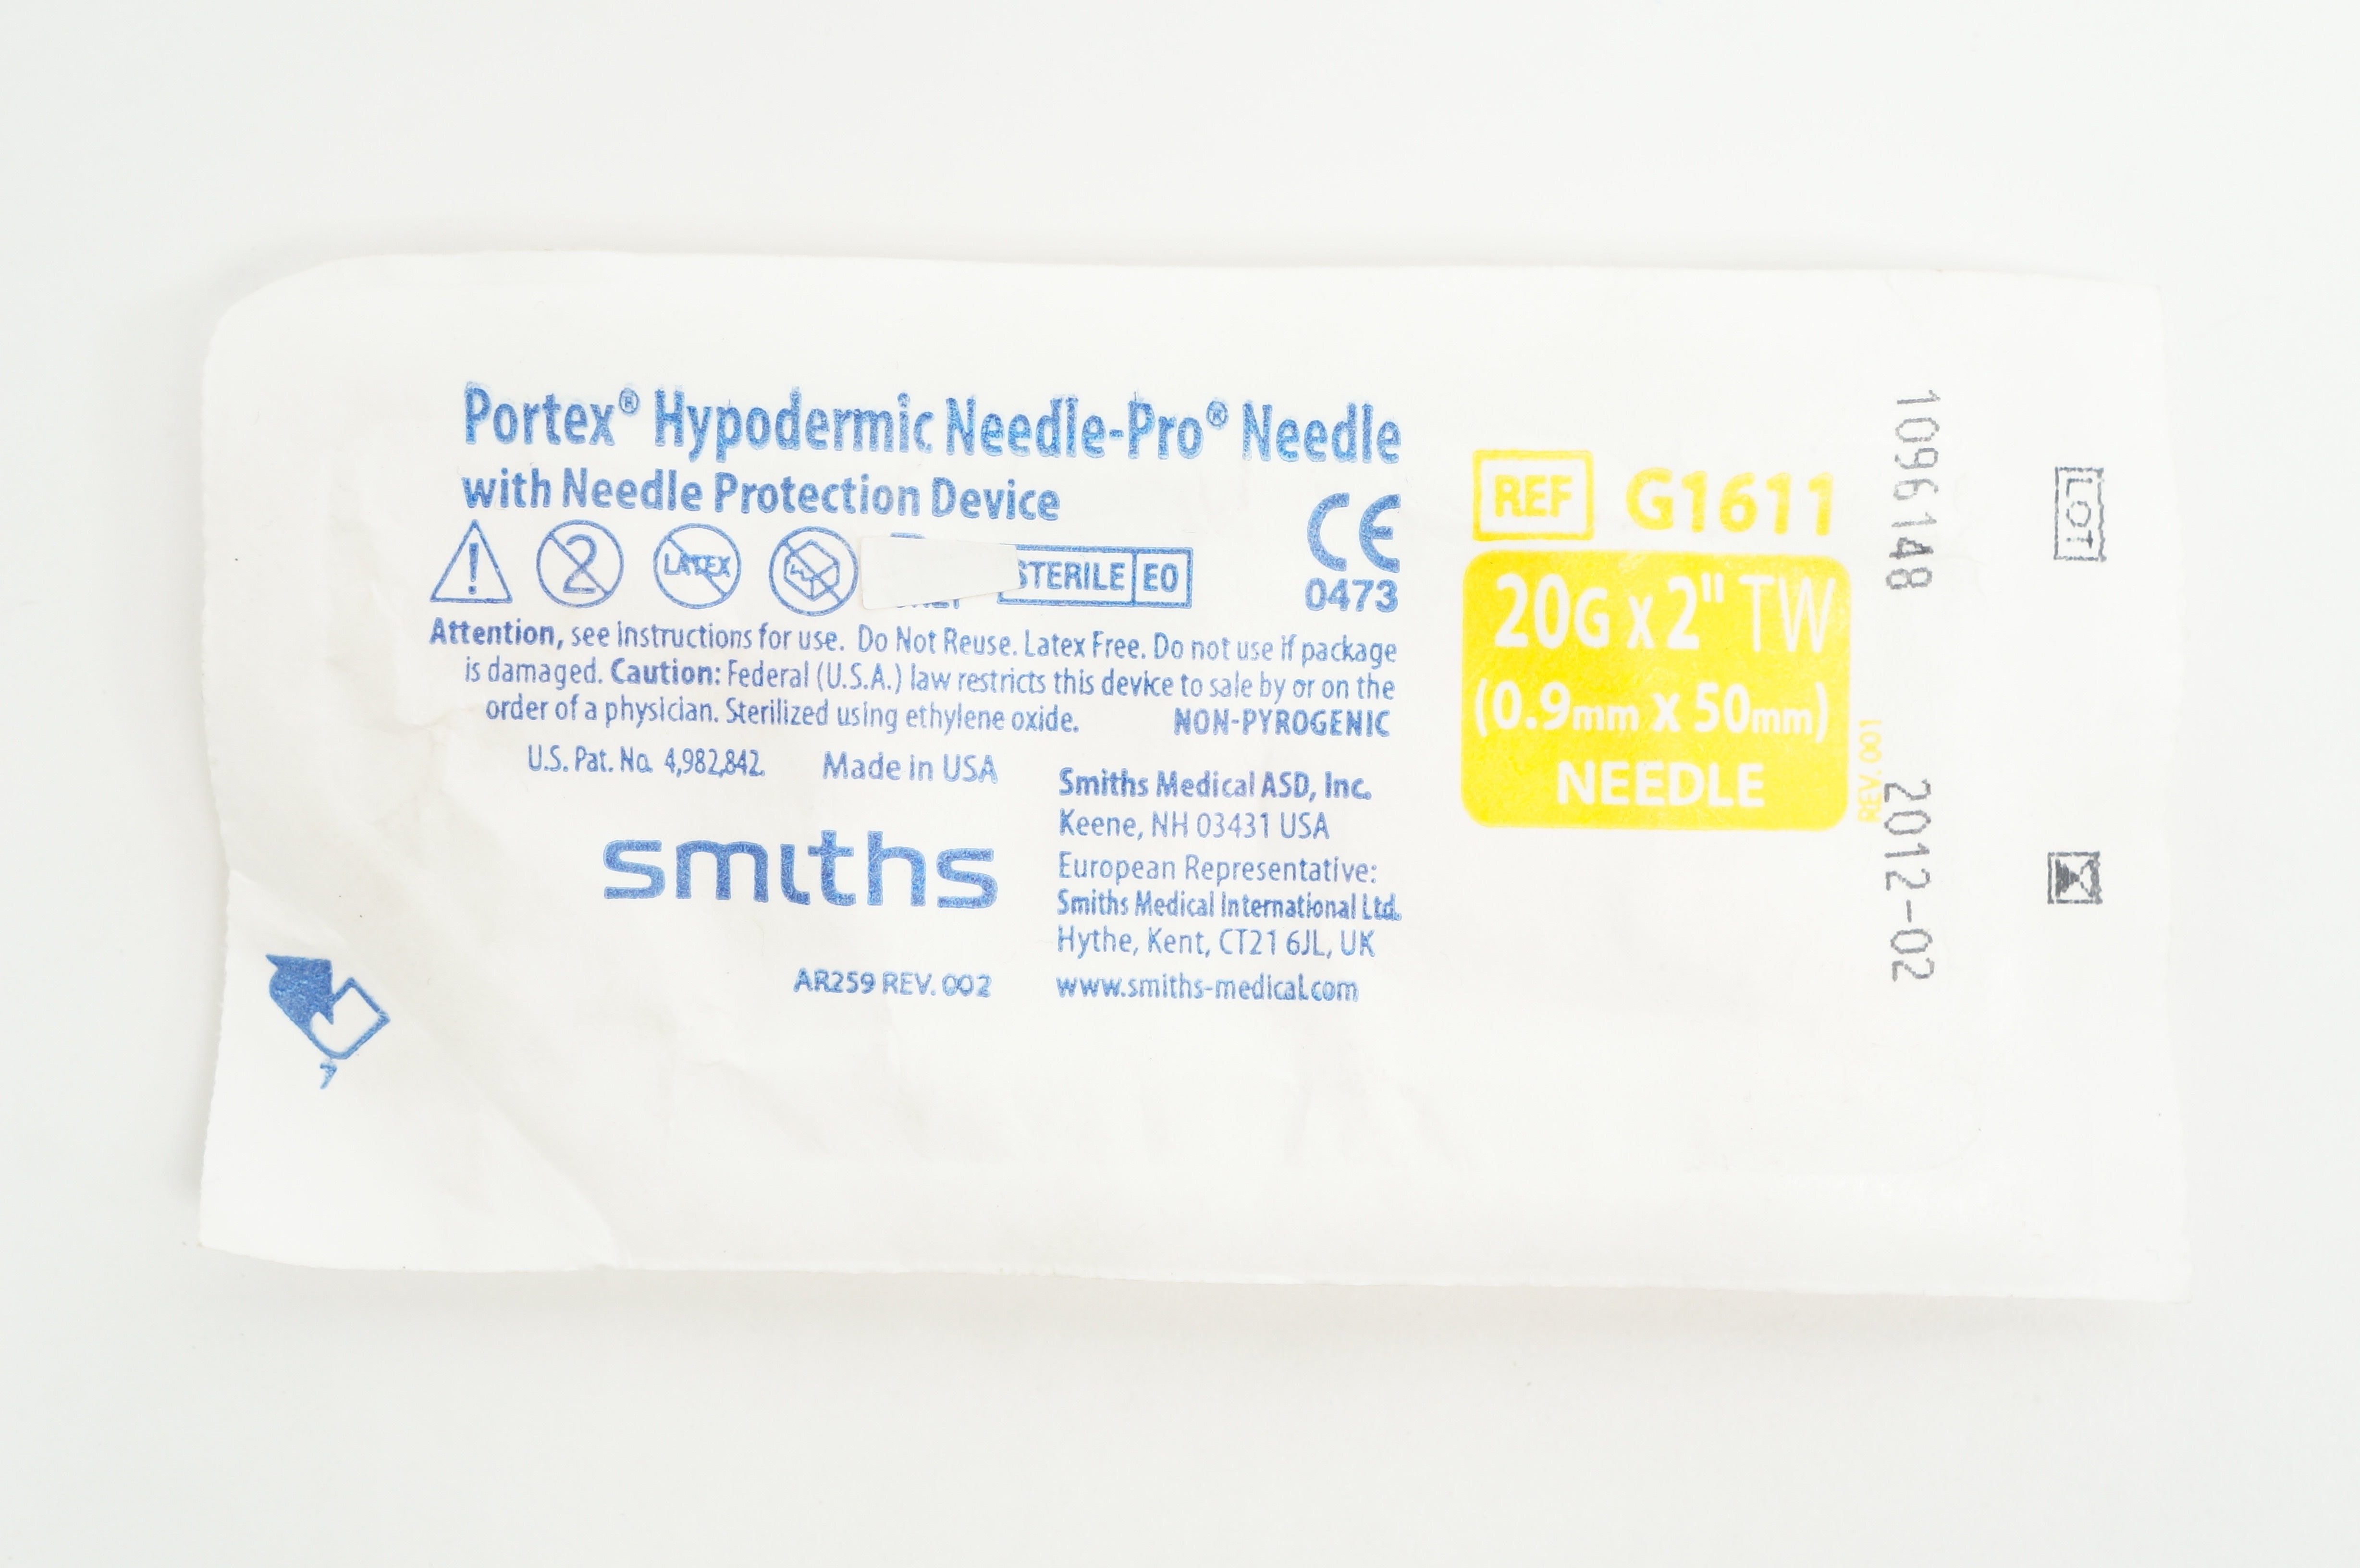 Portex® Hypodermic Needle-Pro® Needle
with Needle Protection Device
2
LATEX
STERILE EO
CE
0473
Attention, see instructions for use. Do Not Reuse. Latex Free. Do not use if package
is damaged. Caution: Federal (U.S.A.) law restricts this device to sale by or on the
order of a physician. Sterilized using ethylene oxide. NON-PYROGENIC
U.S. Pat. No. 4,982,842.
Made in USA
Smiths Medical ASD, Inc.
Keene, NH 03431 USA
European Representative:
Smiths Medical International Ltd.
Hythe, Kent, CT21 6JL, UK
www.smiths-medical.com
smiths
AR259 REV. 002
7
REF G1611
20G x 2" TW
(0.9mm x 50mm)
NEEDLE
REV. 001
1096148
2012-02
LOT